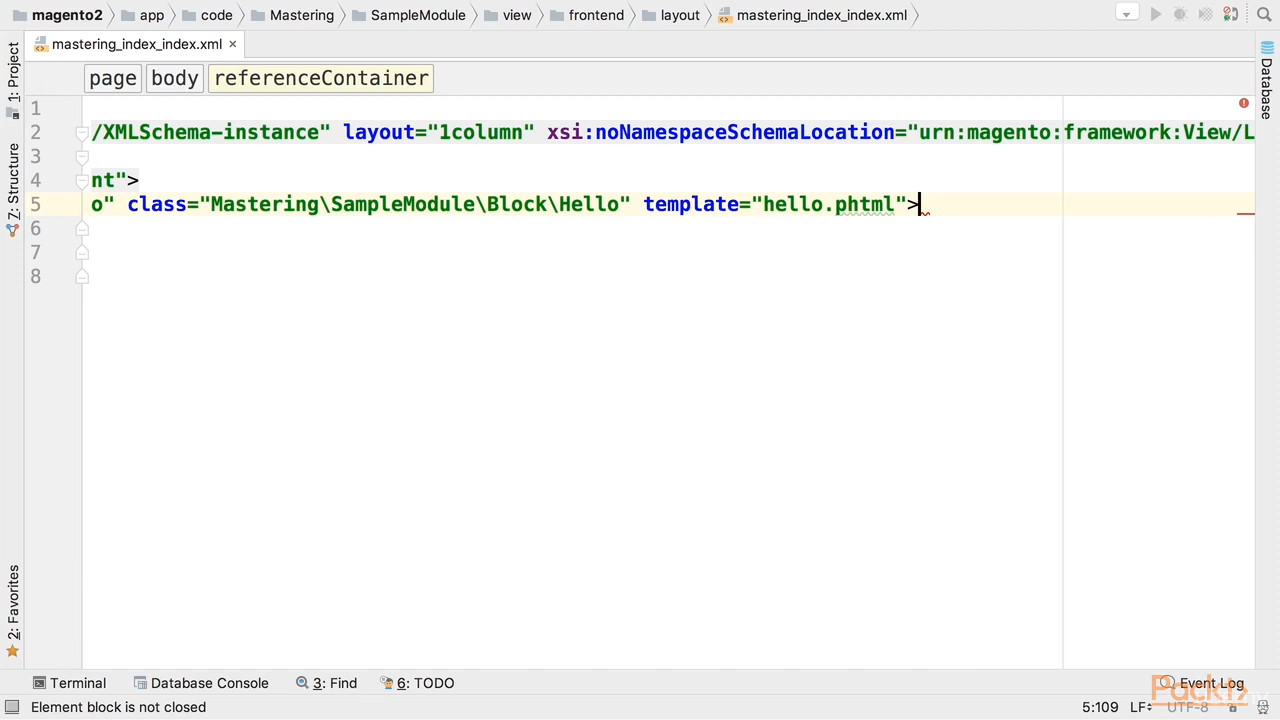 magento2 app code Mastering SampleModule view frontend layout mastering_index_index.xml
mastering_index_index.xml
page body referenceContainer
1
2 /XMLSchema-instance" layout="1column" xsi:noNamespaceSchemaLocation="urn:magento:framework:View/L
3
4 nt">
5 o" class="Mastering\SampleModule\Block\Hello" template="hello.phtml">
6
7
8
1: Project
7: Structure
2: Favorites
Database
Terminal Database Console 3: Find 6: TODO Event Log
Packt
Element block is not closed 5:109 LF UTF-8